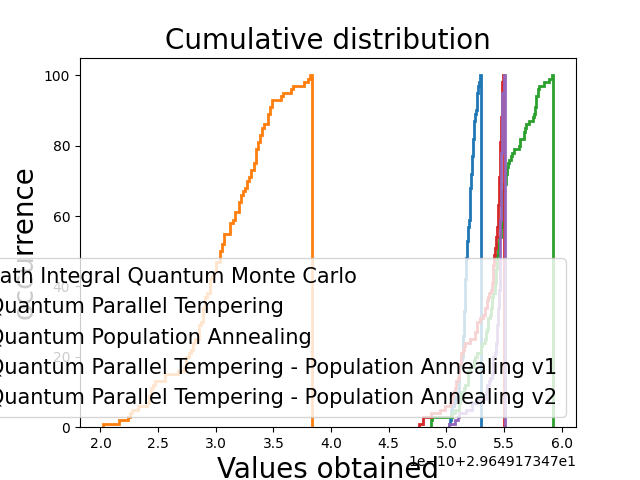 Cumulative distribution
100
80
60
40
20
0
occurrence
ath Integral Quantum Monte Carlo
Quantum Parallel Tempering
Quantum Population Annealing
Quantum Parallel Tempering - Population Annealing v1
Quantum Parallel Tempering - Population Annealing v2
2.0 2.5 3.0 3.5 4.0 4.5 5.0 5.5 6.0
1e−10+2.964917347e1
Values obtained